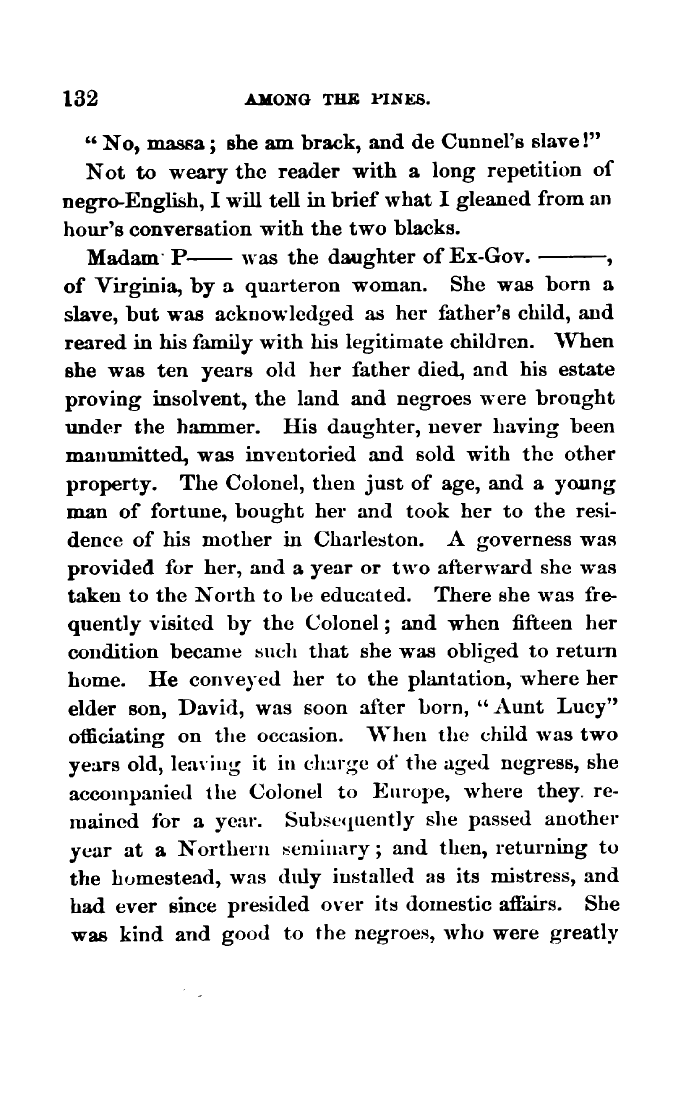 132 AMONG THE PINES.
“No, massa; she am brack, and de Cunnel’s slave!”
Not to weary the reader with a long repetition of
negro-English, I will tell in brief what I gleaned from an
hour’s conversation with the two blacks.
Madam P—— was the daughter of Ex-Gov. ———,
of Virginia, by a quarteron woman. She was born a
slave, but was acknowledged as her father’s child, and
reared in his family with his legitimate children. When
she was ten years old her father died, and his estate
proving insolvent, the land and negroes were brought
under the hammer. His daughter, never having been
manumitted, was inventoried and sold with the other
property. The Colonel, then just of age, and a young
man of fortune, bought her and took her to the resi-
dence of his mother in Charleston. A governess was
provided for her, and a year or two afterward she was
taken to the North to be educated. There she was fre-
quently visited by the Colonel; and when fifteen her
condition became such that she was obliged to return
home. He conveyed her to the plantation, where her
elder son, David, was soon after born, “Aunt Lucy”
officiating on the occasion. When the child was two
years old, leaving it in charge of the aged negress, she
accompanied the Colonel to Europe, where they. re-
mained for a year. Subsequently she passed another
year at a Northern seminary; and then, returning to
the homestead, was duly installed as its mistress, and
had ever since presided over its domestic affairs. She
was kind and good to the negroes, who were greatly